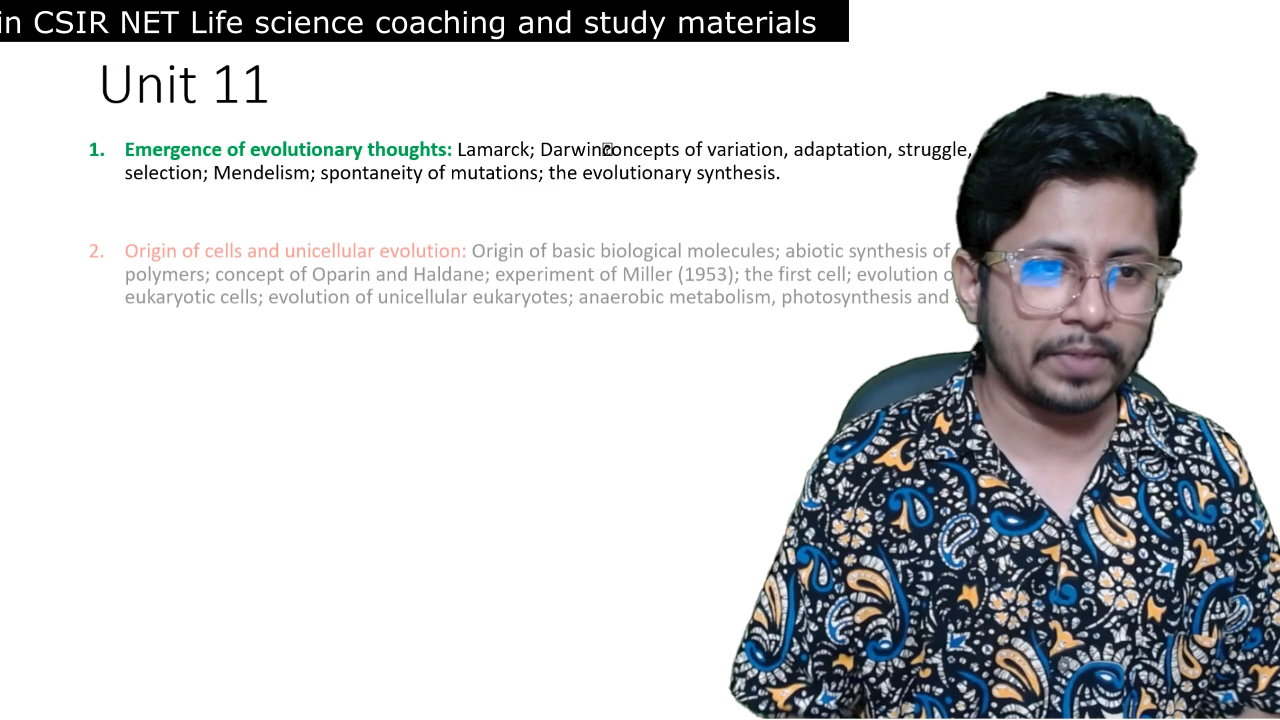 in CSIR NET Life science coaching and study materials
Unit 11
1. Emergence of evolutionary thoughts: Lamarck; Darwin concepts of variation, adaptation, struggle,
selection; Mendelism; spontaneity of mutations; the evolutionary synthesis.
2. Origin of cells and unicellular evolution: Origin of basic biological molecules; abiotic synthesis of
polymers; concept of Oparin and Haldane; experiment of Miller (1953); the first cell; evolution
eukaryotic cells; evolution of unicellular eukaryotes; anaerobic metabolism, photosynthesis and